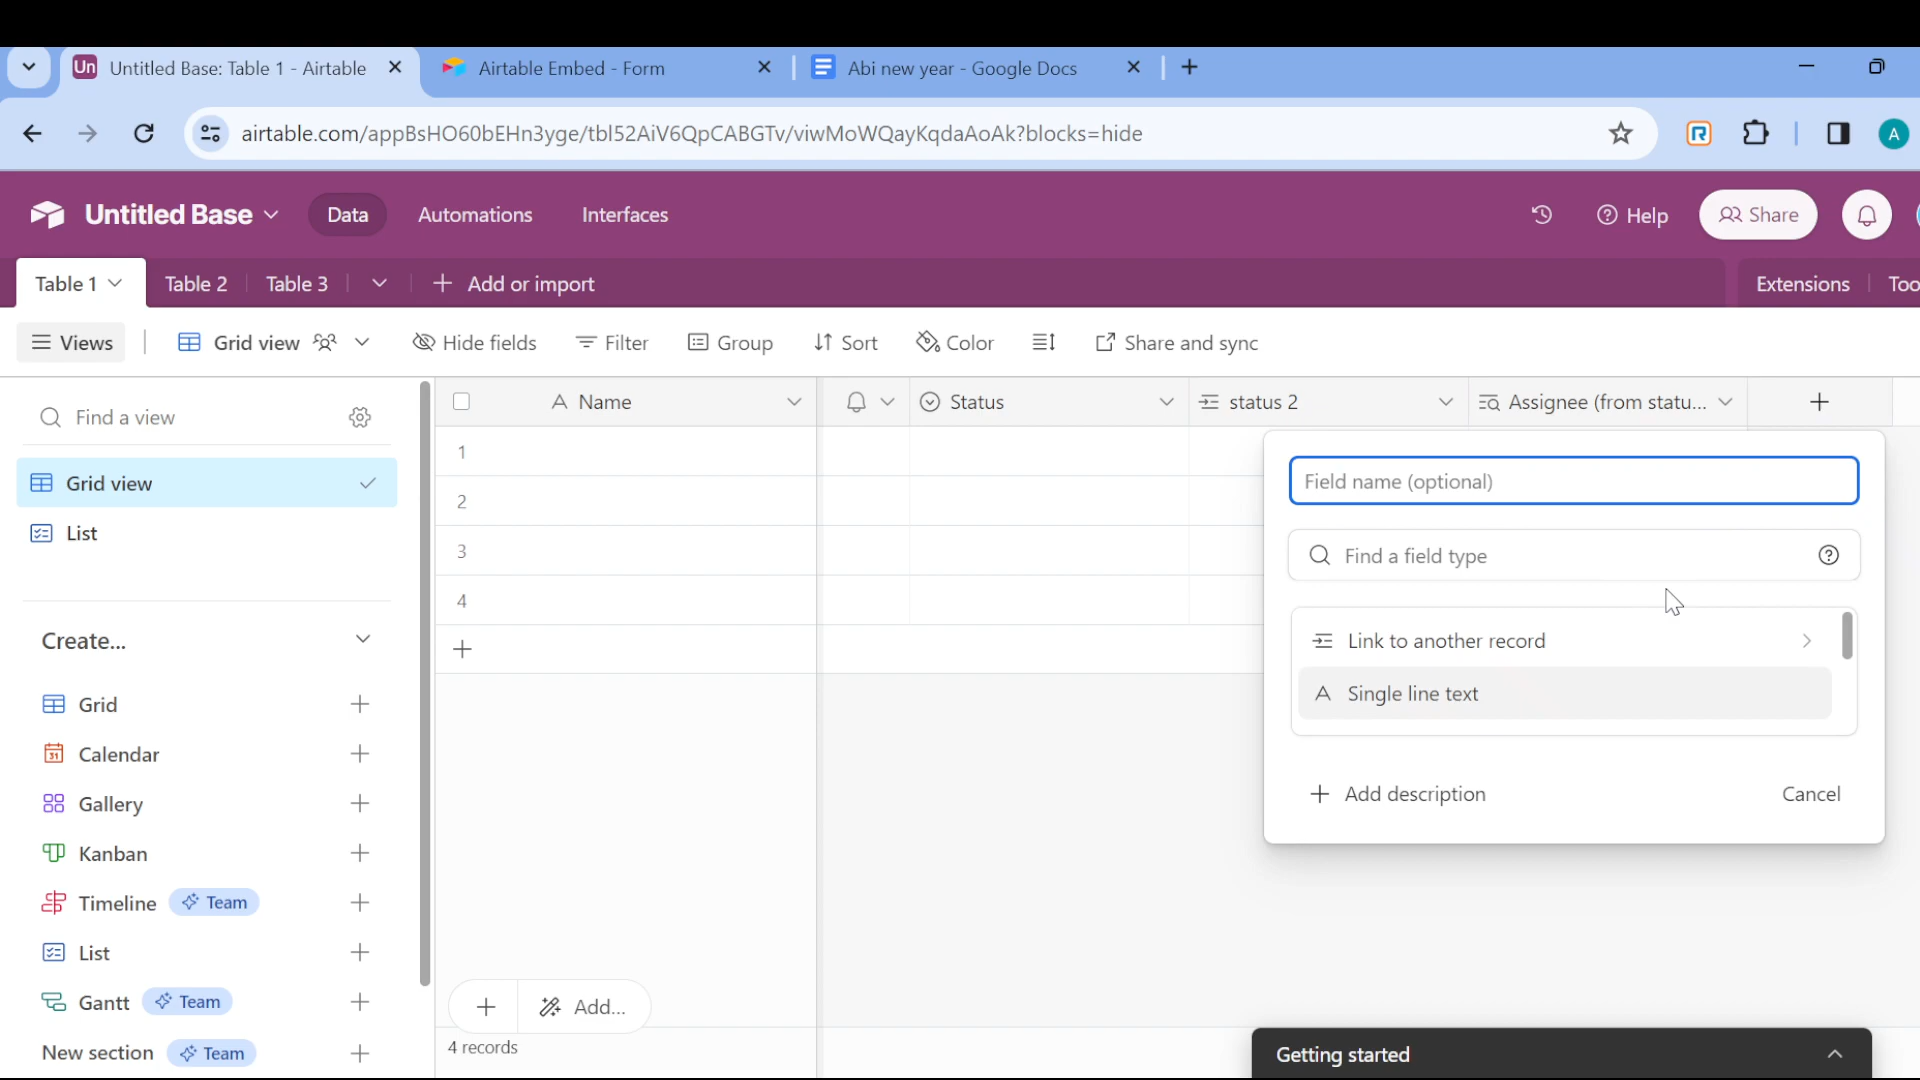 Un Untitled Base: Table 1 - Airtable
Airtable Embed - Form
Abi new year - Google Docs
airtable.com/appBsHO60bEHn3yge/tbl52AiV6QpCABGTv/viwMoWQayKqdaAoAk?blocks=hide
A
Untitled Base
Data
Automations
Interfaces
Help
Share
Table 1
Table 2
Table 3
Add or import
Extensions
Too
Views
Grid view
Hide fields
Filter
Group
Sort
Color
Share and sync
Find a view
Name
Status
status 2
Assignee (from statu...
Grid view
List
1
2
3
4
Field name (optional)
Find a field type
Link to another record
Single line text
Add description
Cancel
Create...
Grid
Calendar
31
Gallery
Kanban
Timeline Team
List
Gantt Team
New section Team
Add...
4 records
Getting started